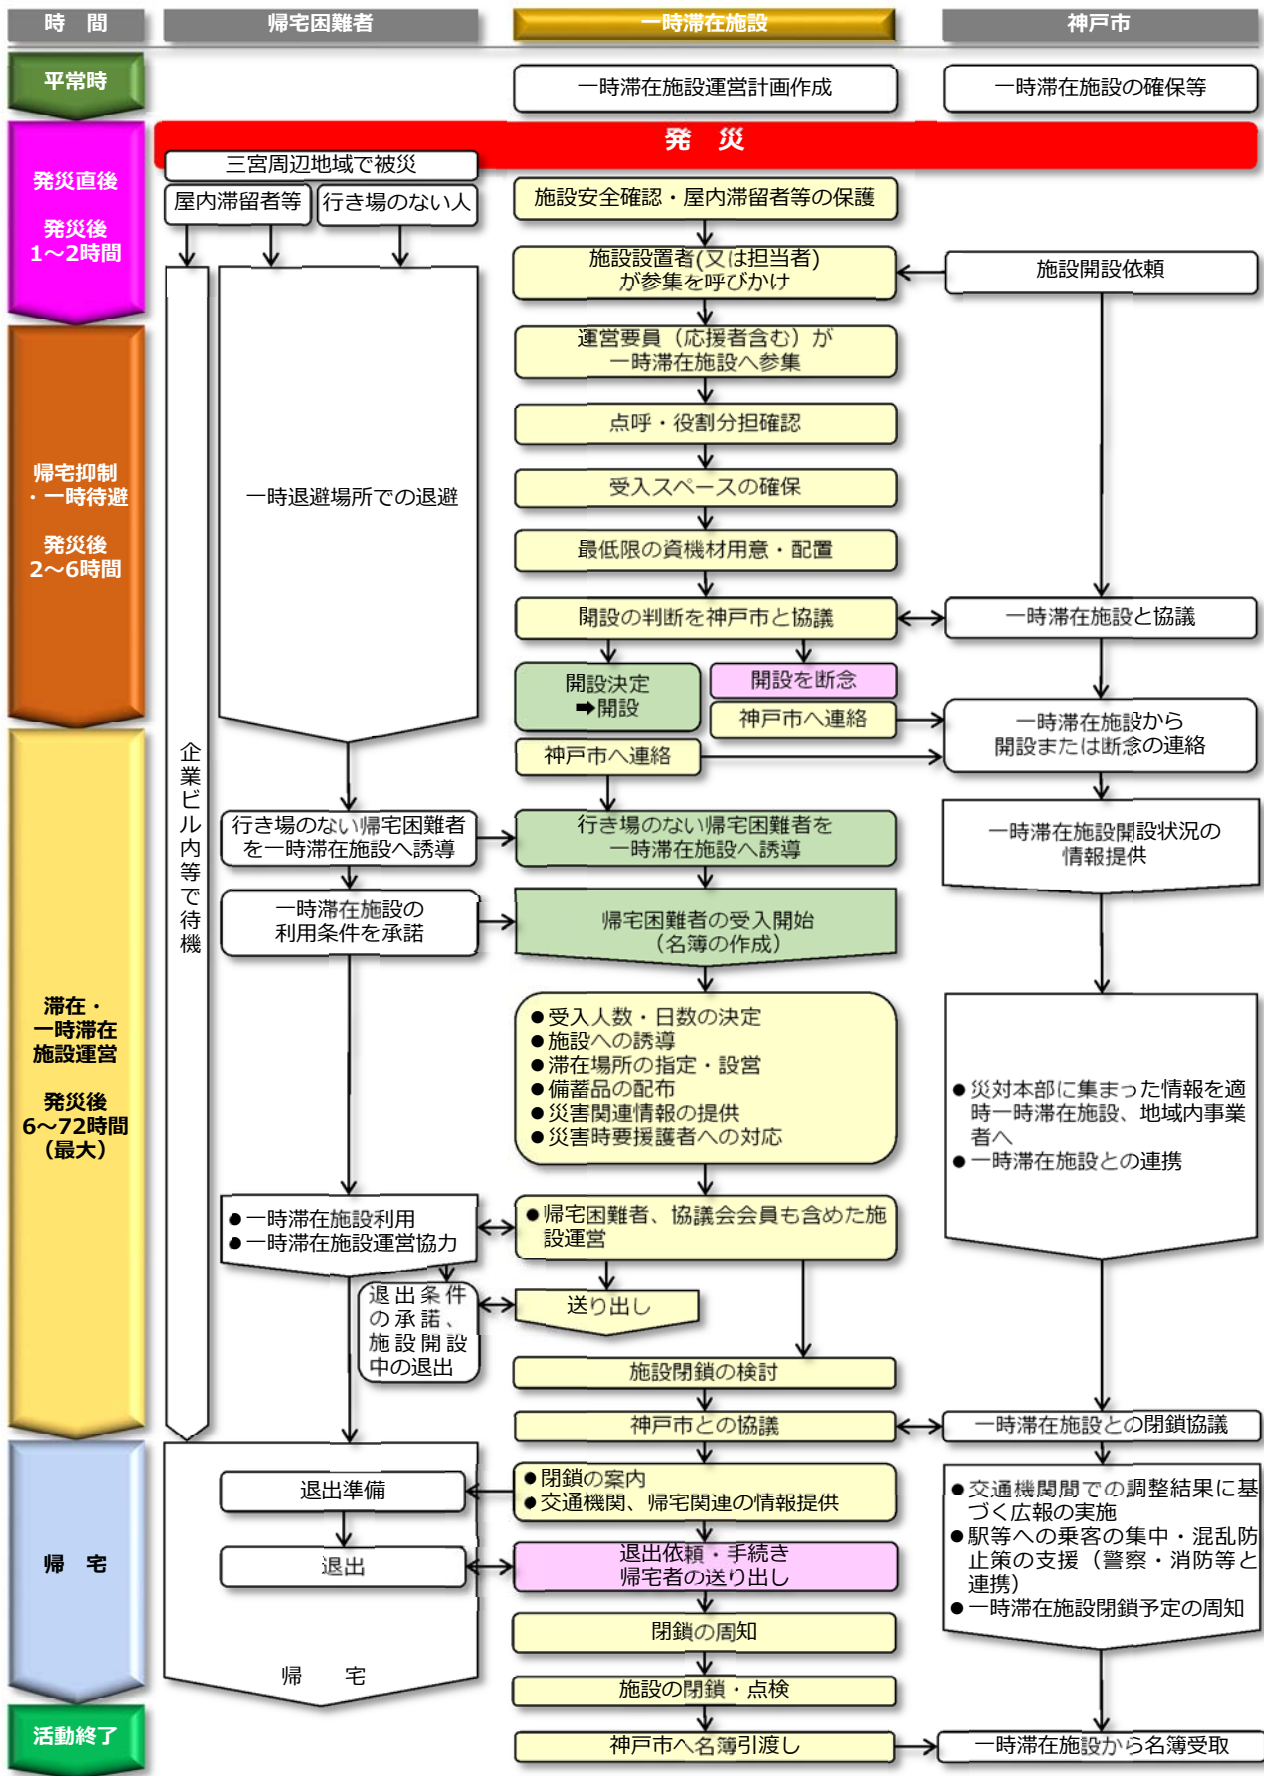 時　間
帰宅困難者
一時滞在施設
神戸市
平常時
一時滞在施設運営計画作成
一時滞在施設の確保等
発　災
発災直後
発災後
1～2時間
三宮周辺地域で被災
屋内滞留者等
行き場のない人
施設安全確認・屋内滞留者等の保護
施設設置者(又は担当者)
が参集を呼びかけ
施設開設依頼
帰宅抑制
・一時待避
発災後
2～6時間
一時退避場所での退避
運営要員（応援者含む）が
一時滞在施設へ参集
点呼・役割分担確認
受入スペースの確保
最低限の資機材用意・配置
開設の判断を神戸市と協議
一時滞在施設と協議
開設決定
➡開設
開設を断念
神戸市へ連絡
一時滞在施設から
開設または断念の連絡
神戸市へ連絡
企業ビル内等で待機
滞在・
一時滞在
施設運営
発災後
6～72時間
（最大）
行き場のない帰宅困難者
を一時滞在施設へ誘導
行き場のない帰宅困難者を
一時滞在施設へ誘導
一時滞在施設開設状況の
情報提供
一時滞在施設の
利用条件を承諾
帰宅困難者の受入開始
（名簿の作成）
●受入人数・日数の決定
●施設への誘導
●滞在場所の指定・設営
●備蓄品の配布
●災害関連情報の提供
●災害時要援護者への対応
●災対本部に集まった情報を適
時一時滞在施設、地域内事業
者へ
●一時滞在施設との連携
●一時滞在施設利用
●一時滞在施設運営協力
●帰宅困難者、協議会会員も含めた施
設運営
退出条件
の承諾、
施設開設
中の退出
送り出し
施設閉鎖の検討
神戸市との協議
一時滞在施設との閉鎖協議
帰　宅
退出準備
●閉鎖の案内
●交通機関、帰宅関連の情報提供
●交通機関間での調整結果に基
づく広報の実施
●駅等への乗客の集中・混乱防
止策の支援（警察・消防等と
連携）
●一時滞在施設閉鎖予定の周知
退出
退出依頼・手続き
帰宅者の送り出し
閉鎖の周知
帰　宅
施設の閉鎖・点検
活動終了
神戸市へ名簿引渡し
一時滞在施設から名簿受取